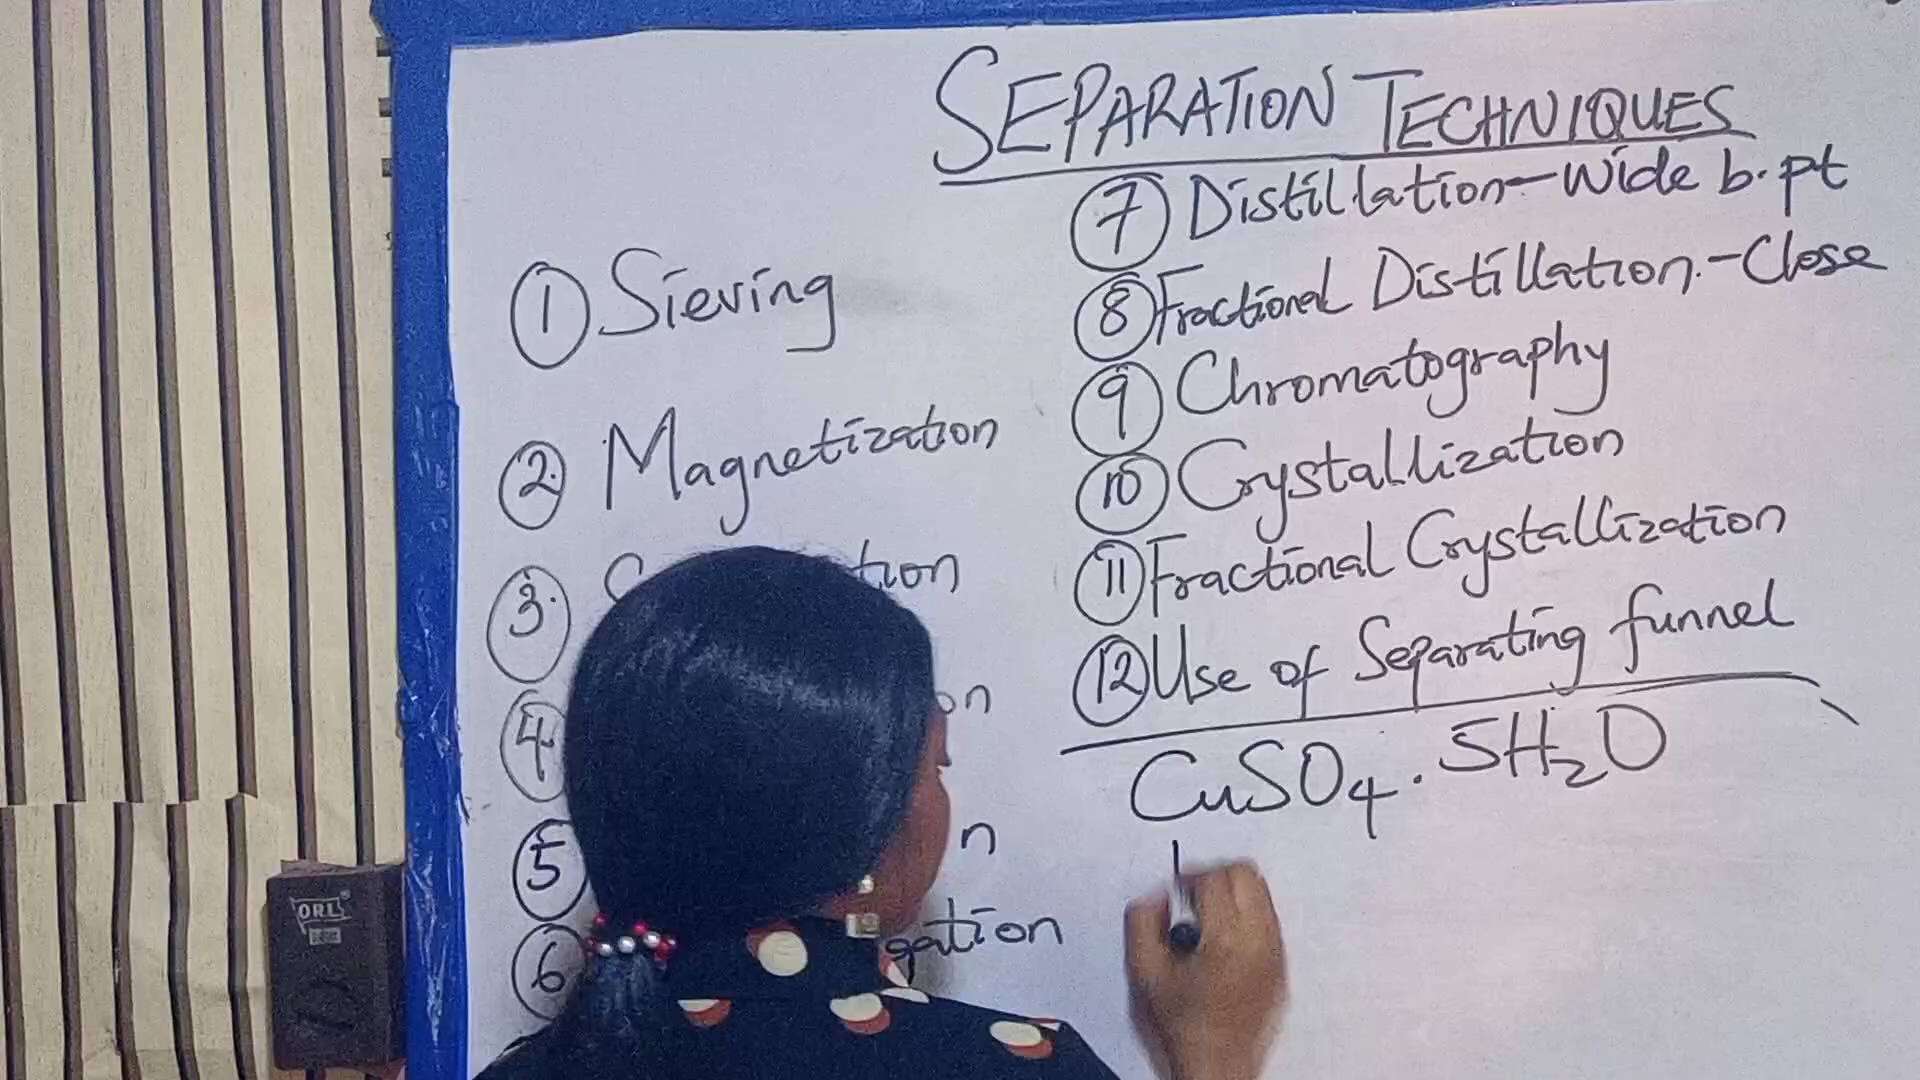 SEPARATION TECHNIQUES
① Sieving
② Magnetization
③ tion
④ on
⑤ n
⑥ gation
⑦ Distillation - Wide b.pt
⑧ Fractional Distillation. - Close
⑨ Chromatography
⑩ Crystallization
⑪ Fractional Crystallization
⑫ Use of Separating funnel
CuSO₄.5H₂O
ORL